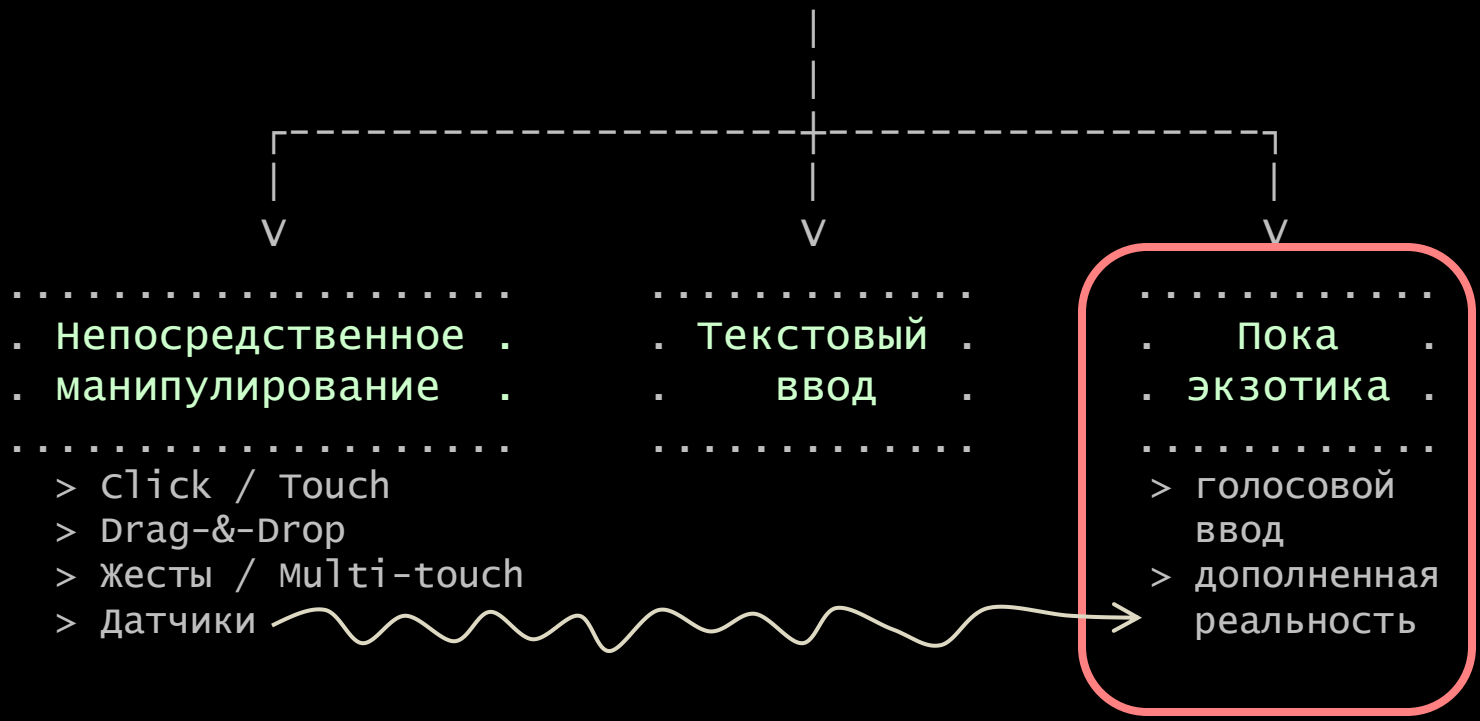 Непосредственное
манипулирование
> Click / Touch
> Drag-&-Drop
> Жесты / Multi-touch
> Датчики
Текстовый
ввод
Пока
экзотика
> голосовой
ввод
> дополненная
реальность